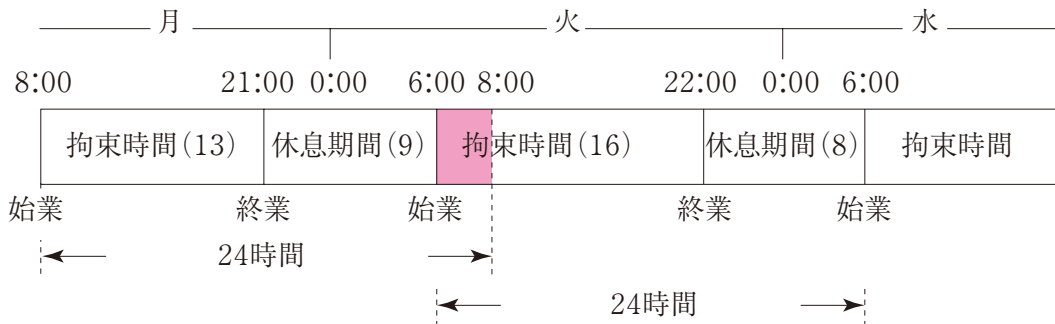 月 火 水
8:00 21:00 0:00 6:00 8:00 22:00 0:00 6:00
拘束時間(13) 休息期間(9) 拘束時間(16) 休息期間(8) 拘束時間
始業 終業 始業 終業 始業
24時間
24時間